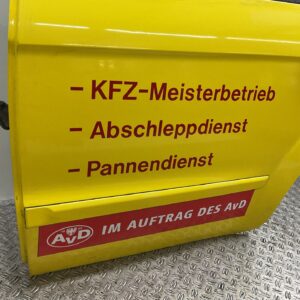 - KFZ-Meisterbetrieb
- Abschleppdienst
- Pannendienst
AvD IM AUFTRAG DES AvD